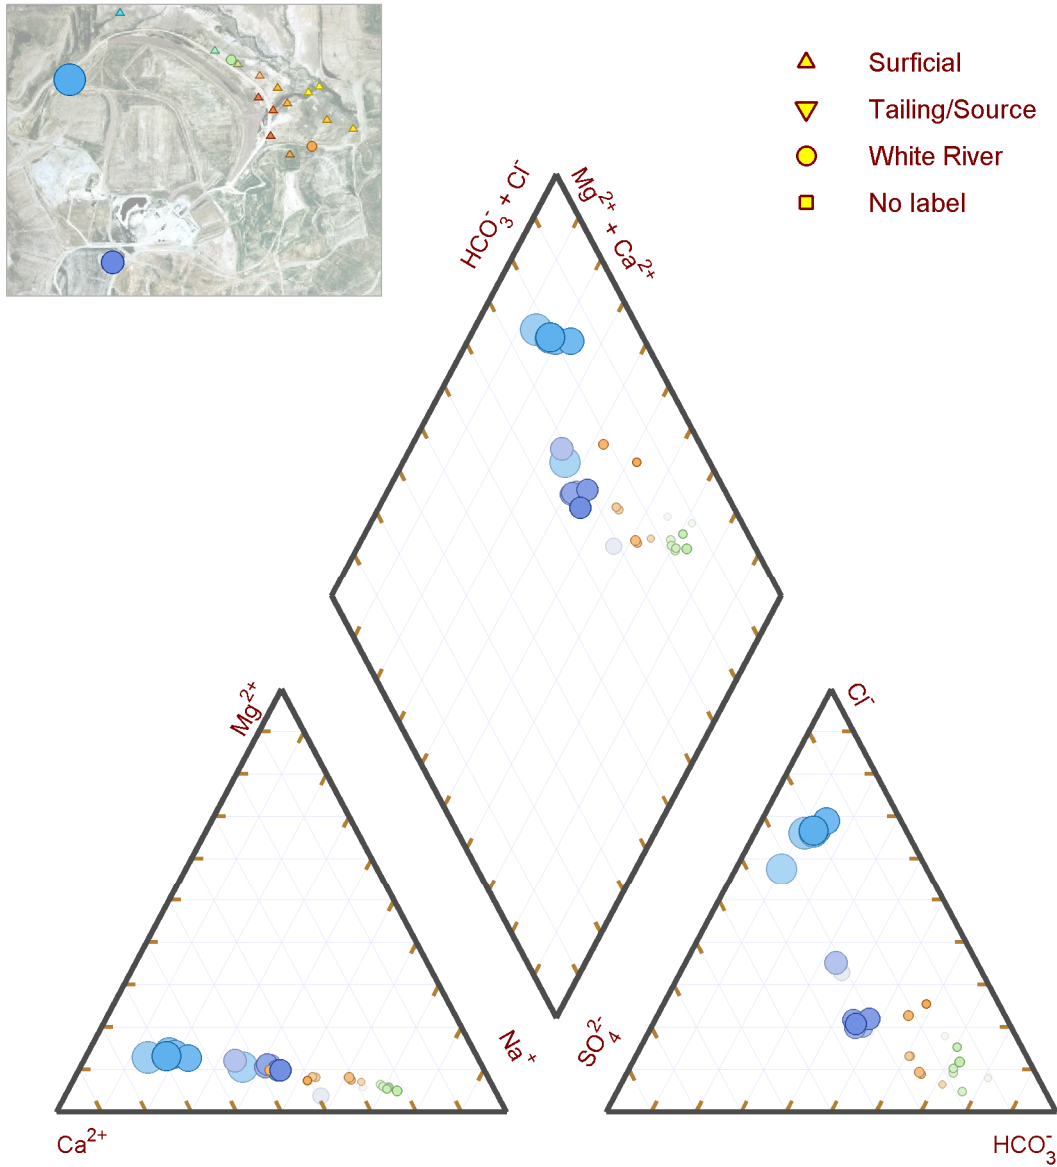 Surficial
Tailing/Source
White River
No label
HCO₃⁻ + Cl⁻
Mg²⁺ + Ca²⁺
Mg²⁺
Cl⁻
Na⁺
SO₄²⁻
Ca²⁺
HCO₃⁻